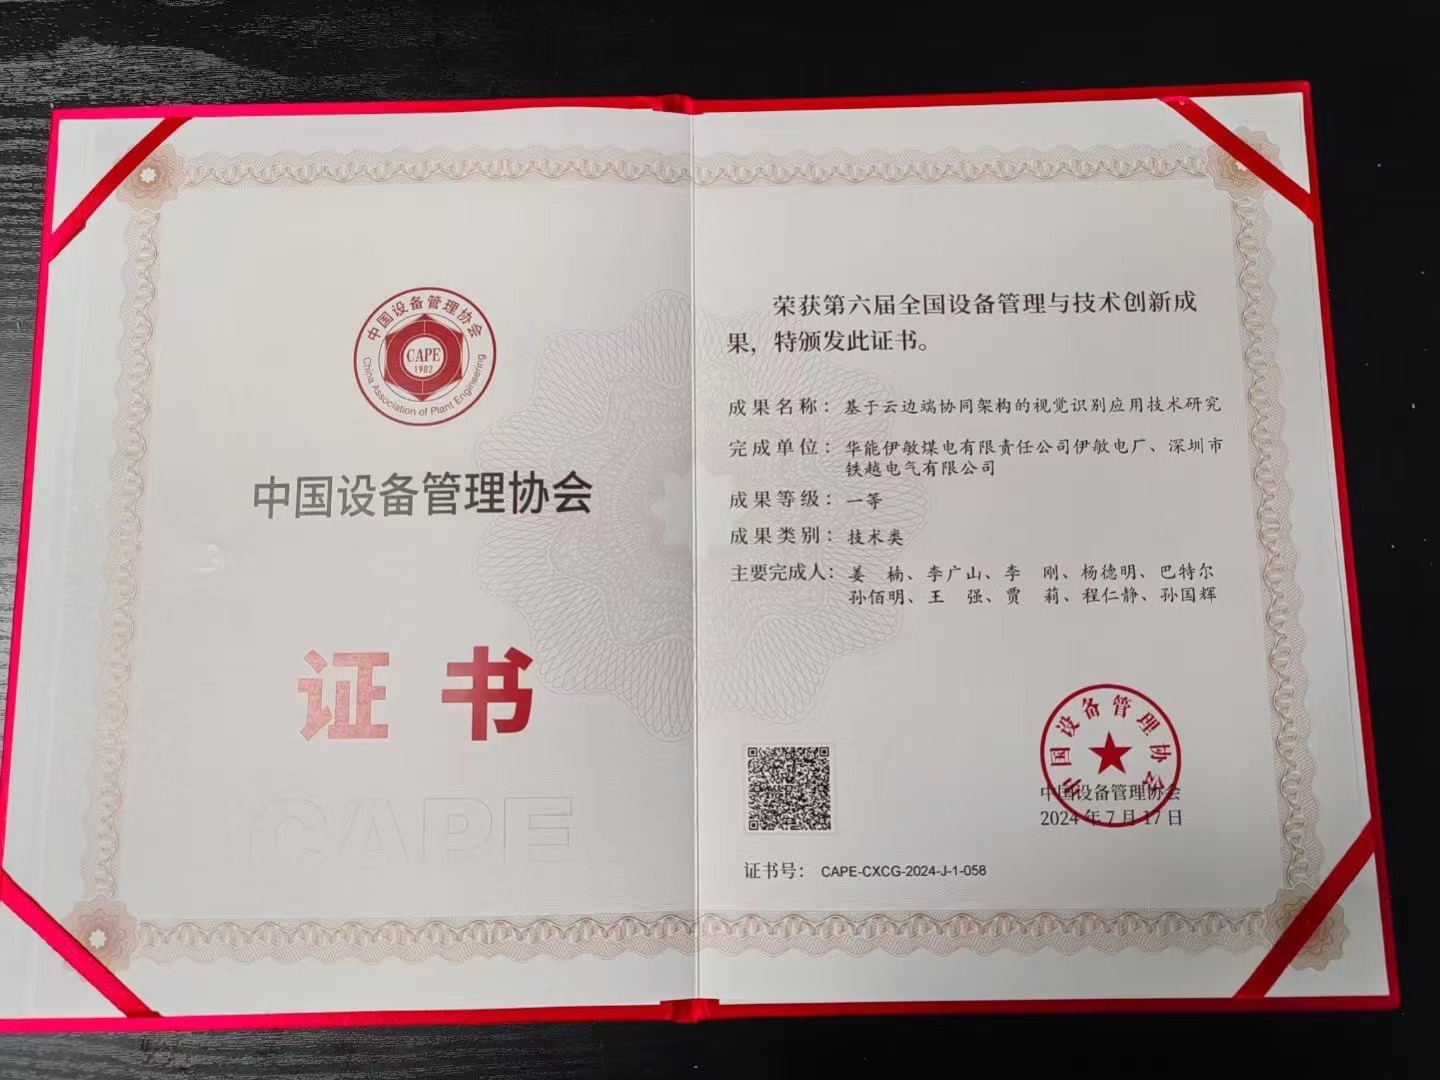 中国设备管理协会
CAPE
1982
China Association of Plant Engineering
中国设备管理协会
证书
CAPE
荣获第六届全国设备管理与技术创新成
果，特颁发此证书。
成果名称：基于云边端协同架构的视觉识别应用技术研究
完成单位：华能伊敏煤电有限责任公司伊敏电厂、深圳市
铁越电气有限公司
成果等级：一等
成果类别：技术类
主要完成人：姜　楠、李广山、李　刚、杨德明、巴特尔
孙佰明、王　强、贾　莉、程仁静、孙国辉
中国设备管理协会
中国设备管理协会
2024 年 7 月 17 日
证书号：CAPE-CXCG-2024-J-1-058